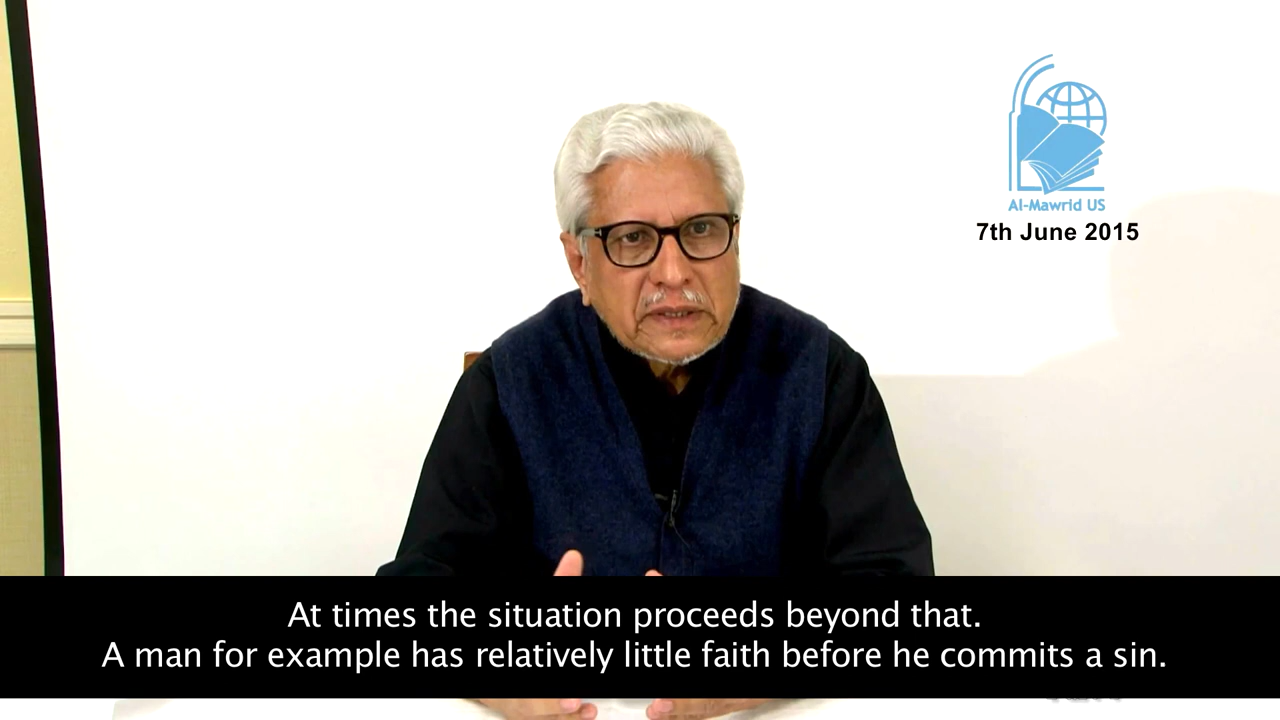 Al-Mawrid US
7th June 2015
At times the situation proceeds beyond that.
A man for example has relatively little faith before he commits a sin.